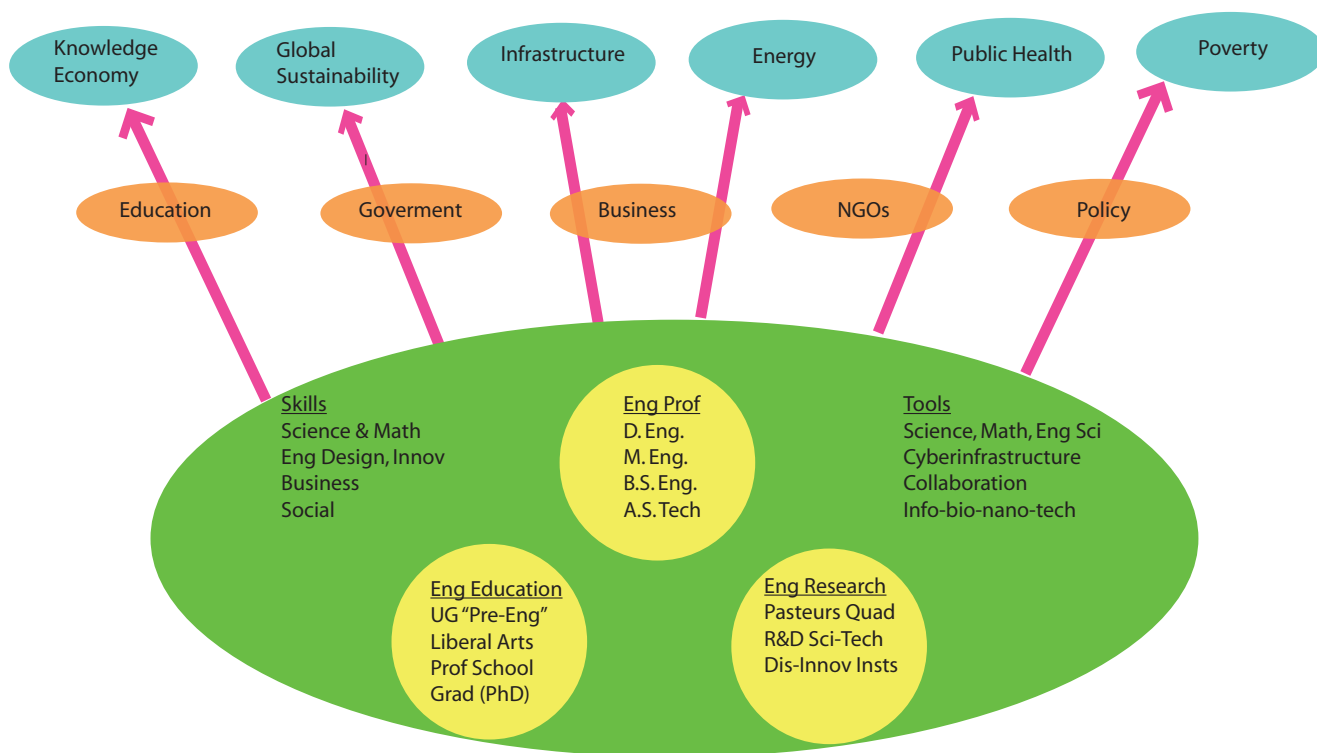 Knowledge
Economy
Global
Sustainability
Infrastructure
Energy
Public Health
Poverty
Education
Goverment
Business
NGOs
Policy
Skills
Science & Math
Eng Design, Innov
Business
Social
Eng Prof
D. Eng.
M. Eng.
B.S. Eng.
A.S. Tech
Tools
Science, Math, Eng Sci
Cyberinfrastructure
Collaboration
Info-bio-nano-tech
Eng Education
UG “Pre-Eng”
Liberal Arts
Prof School
Grad (PhD)
Eng Research
Pasteurs Quad
R&D Sci-Tech
Dis-Innov Insts